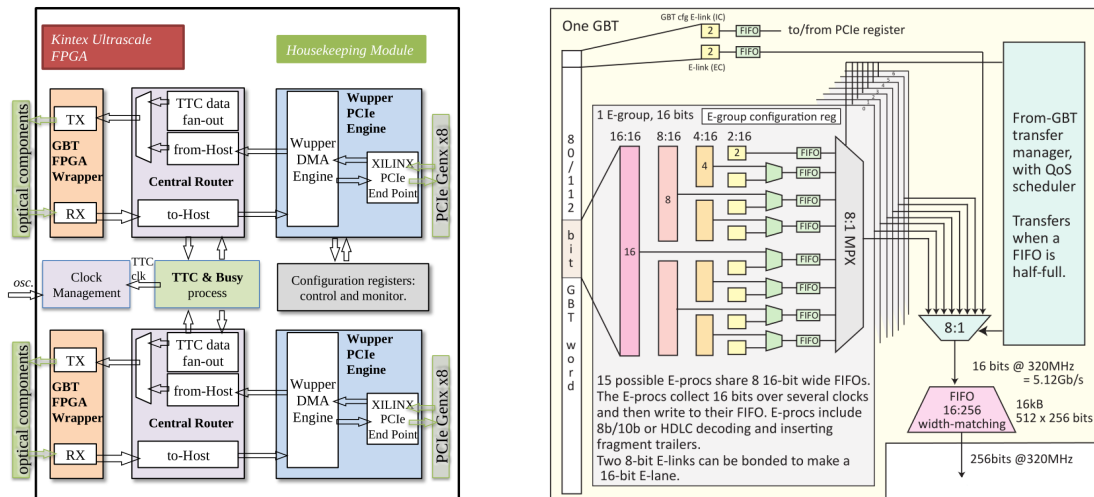 Kintex Ultrascale
FPGA
Housekeeping Module
optical components
TX
GBT
FPGA
Wrapper
RX
TTC data
fan-out
from-Host
Central Router
to-Host
Wupper
DMA
Engine
Wupper
PCIe
Engine
XILINX
PCIe
End Point
PCIe Genx x8
osc.
Clock
Management
TTC
clk
TTC & Busy
process
Configuration registers:
control and monitor.
optical components
TX
GBT
FPGA
Wrapper
RX
TTC data
fan-out
from-Host
Central Router
to-Host
Wupper
DMA
Engine
Wupper
PCIe
Engine
XILINX
PCIe
End Point
PCIe Genx x8
One GBT
GBT cfg E-link (IC)
2
FIFO
to/from PCIe register
2
FIFO
E-link (EC)
80/112
bit
GBT
word
1 E-group, 16 bits
E-group configuration reg
16:16
8:16
4:16
2:16
16
8
4
2
FIFO
FIFO
FIFO
FIFO
FIFO
FIFO
FIFO
FIFO
8:1 MPX
15 possible E-procs share 8 16-bit wide FIFOs.
The E-procs collect 16 bits over several clocks
and then write to their FIFO. E-procs include
8b/10b or HDLC decoding and inserting
fragment trailers.
Two 8-bit E-links can be bonded to make a
16-bit E-lane.
From-GBT
transfer
manager,
with QoS
scheduler
Transfers
when a
FIFO is
half-full.
8:1
16 bits @ 320MHz
= 5.12Gb/s
FIFO
16:256
width-matching
16kB
512 x 256 bits
256bits @320MHz